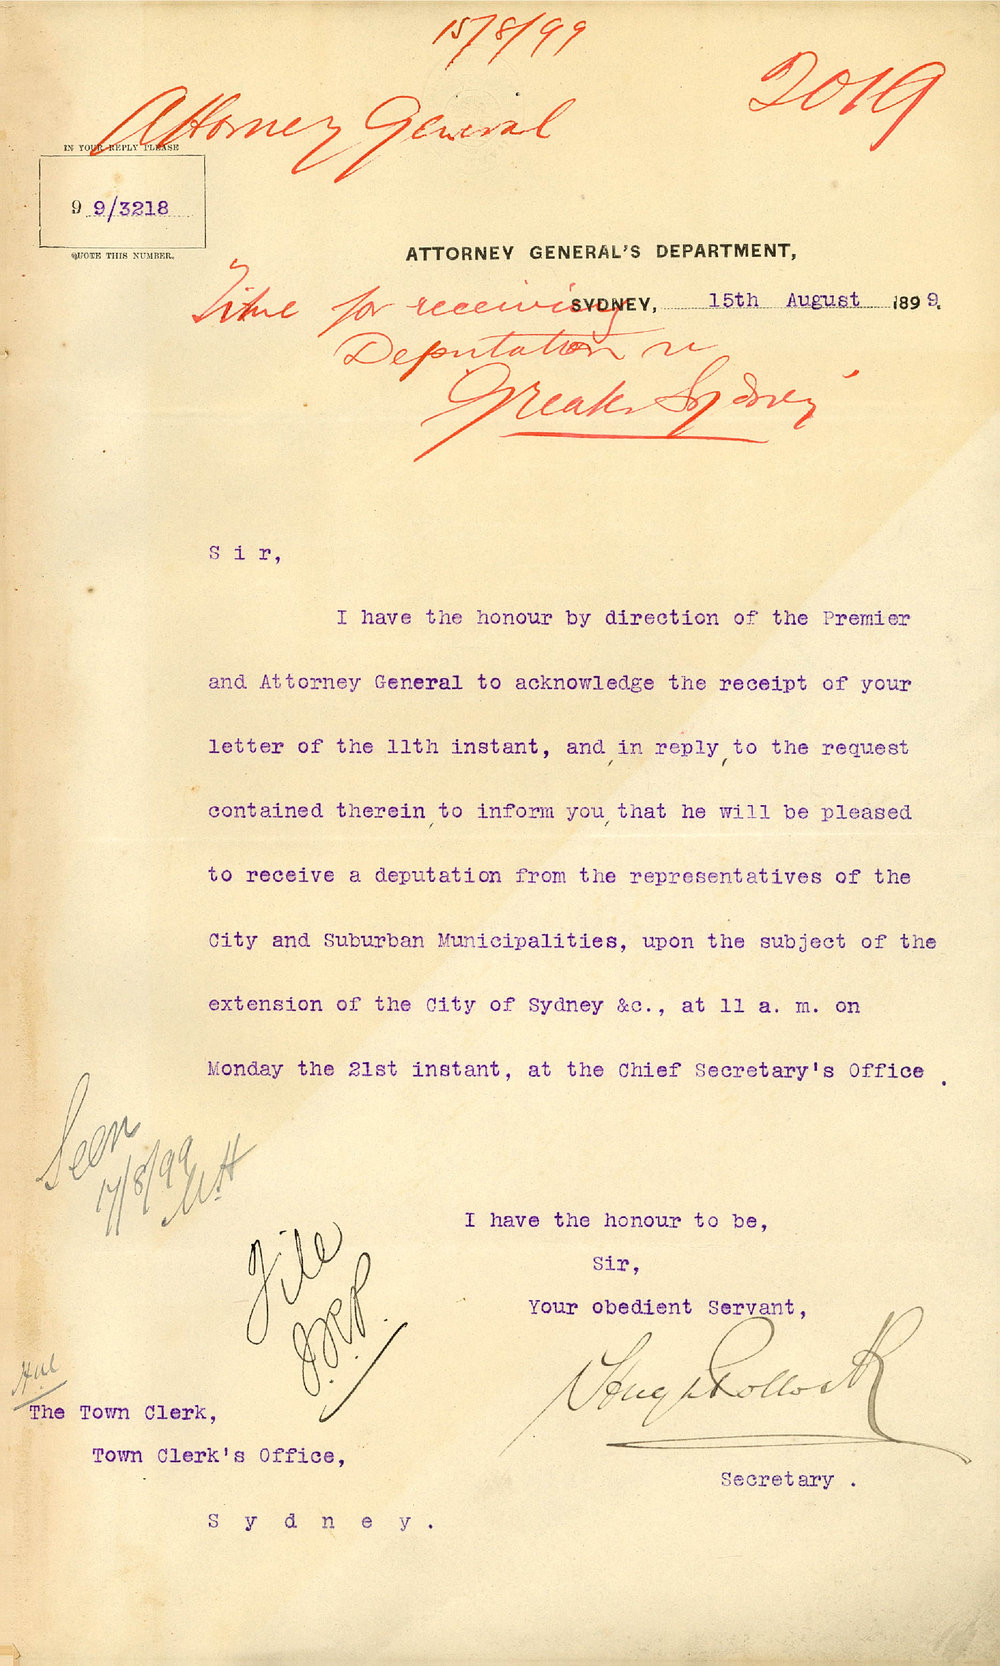 15/8/99
Attorney General
2019
IN YOUR REPLY PLEASE
99/3218
QUOTE THIS NUMBER.
ATTORNEY GENERAL'S DEPARTMENT,
SYDNEY, 15th August 1899.
Time for receiving
Deputation re
Greater Sydney
Sir,
I have the honour by direction of the Premier
and Attorney General to acknowledge the receipt of your
letter of the 11th instant, and, in reply, to the request
contained therein, to inform you, that he will be pleased
to receive a deputation from the representatives of the
City and Suburban Municipalities, upon the subject of the
extension of the City of Sydney &c., at 11 a. m. on
Monday the 21st instant, at the Chief Secretary's Office.
Seen
17/8/99
I have the honour to be,
Sir,
Your obedient Servant,
File
Hugh Pollock
Secretary.
The Town Clerk,
Town Clerk's Office,
Sydney.